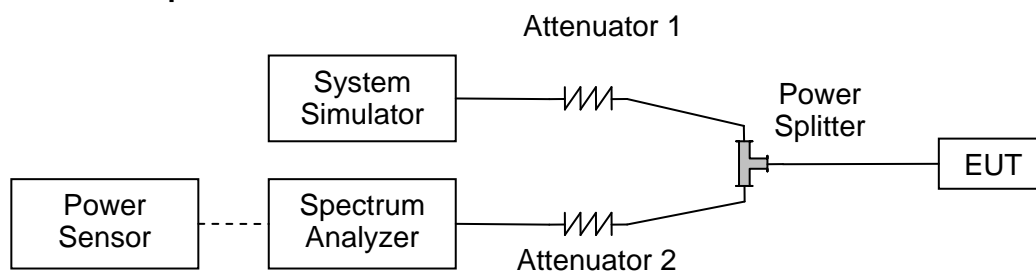 Attenuator 1
System
Simulator
Power
Splitter
EUT
Power
Sensor
Spectrum
Analyzer
Attenuator 2